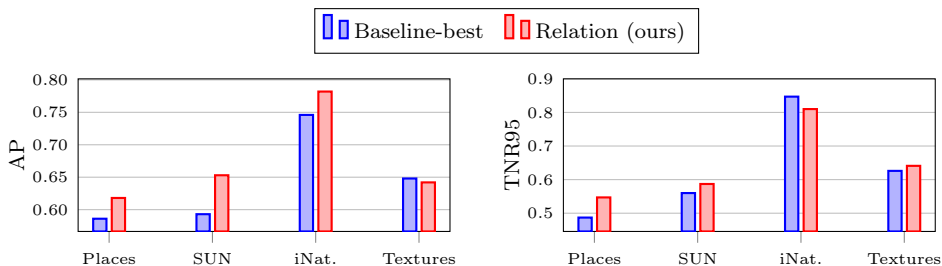 Baseline-best Relation (ours)
AP
0.80
0.75
0.70
0.65
0.60
Places SUN iNat. Textures
TNR95
0.9
0.8
0.7
0.6
0.5
Places SUN iNat. Textures